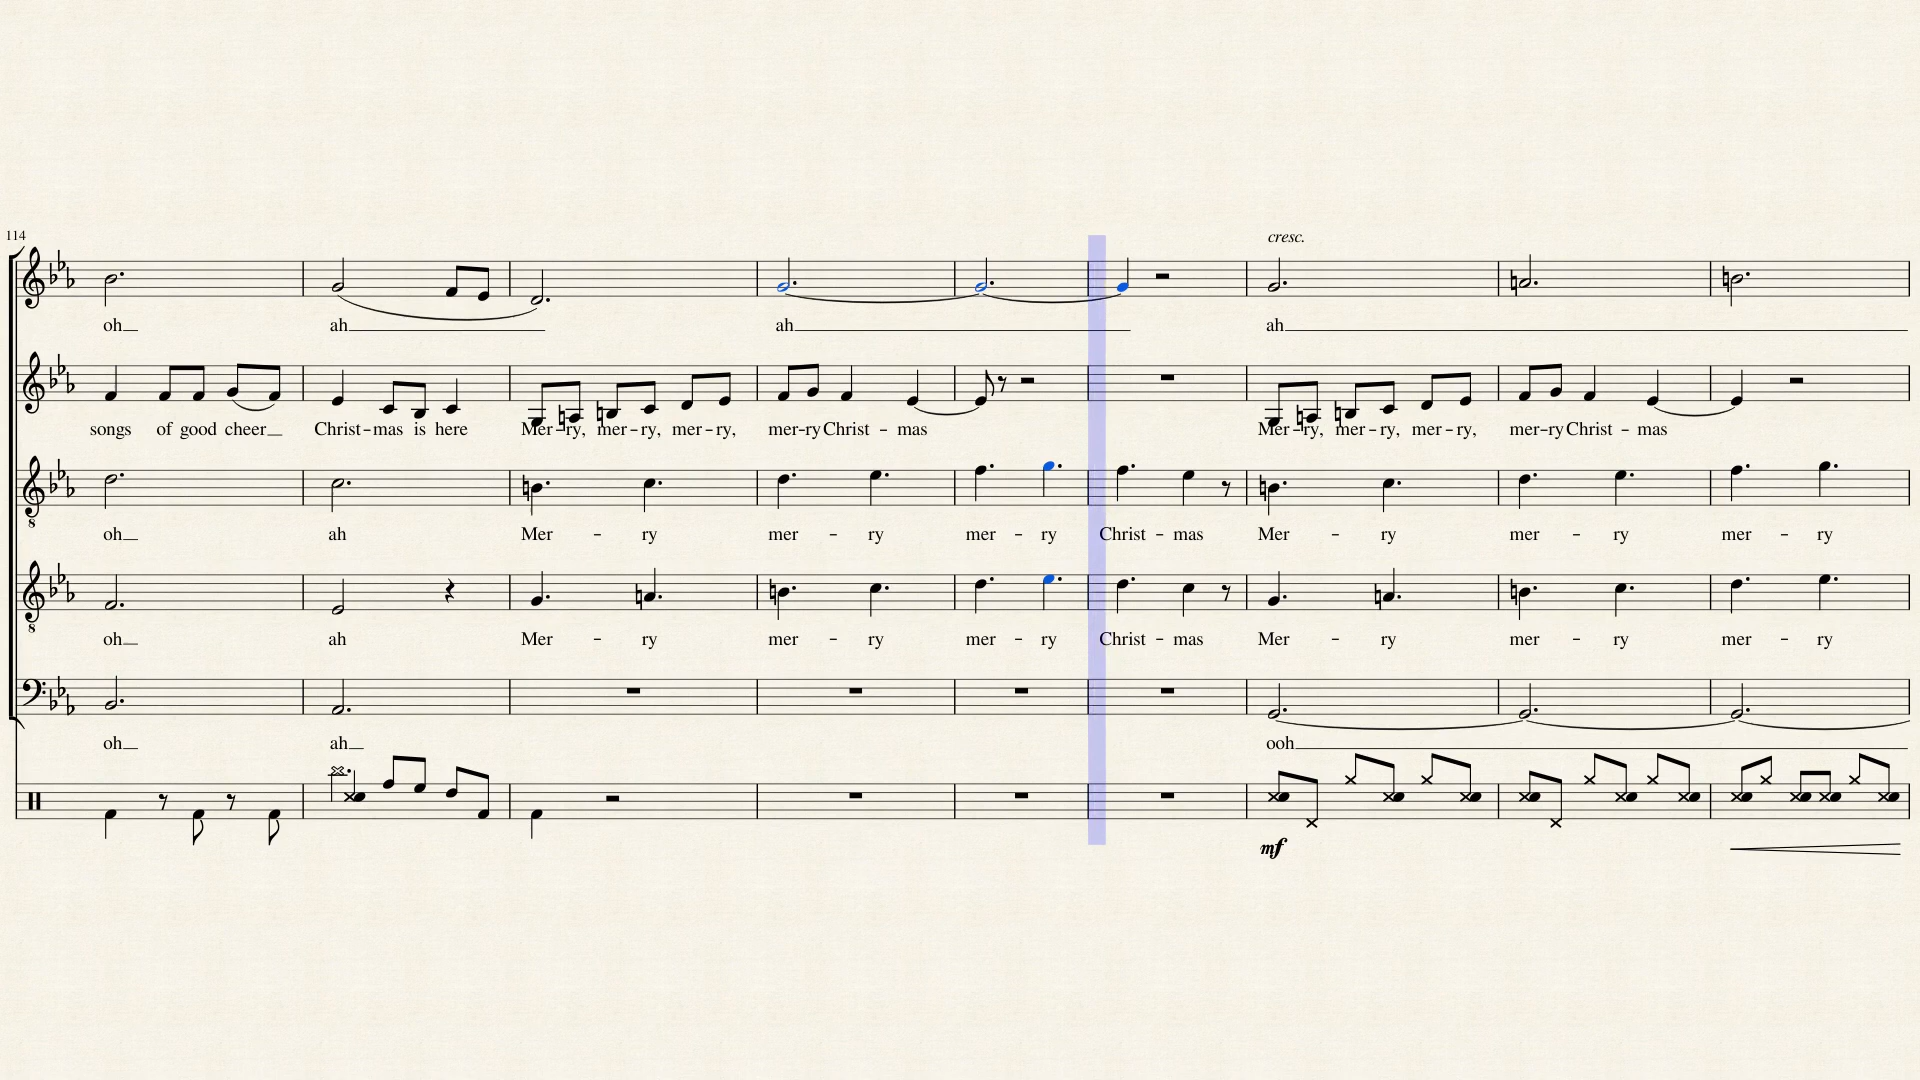 114
cresc.
oh ah ah ah
songs of good cheer Christ-mas is here Mer-ry, mer-ry, mer-ry, mer-ry Christ-mas Mer-ry, mer-ry, mer-ry, mer-ry Christ-mas
oh ah Mer-ry mer-ry mer-ry Christ-mas Mer-ry mer-ry mer-ry
oh ah Mer-ry mer-ry mer-ry Christ-mas Mer-ry mer-ry mer-ry
oh ah ooh
mf